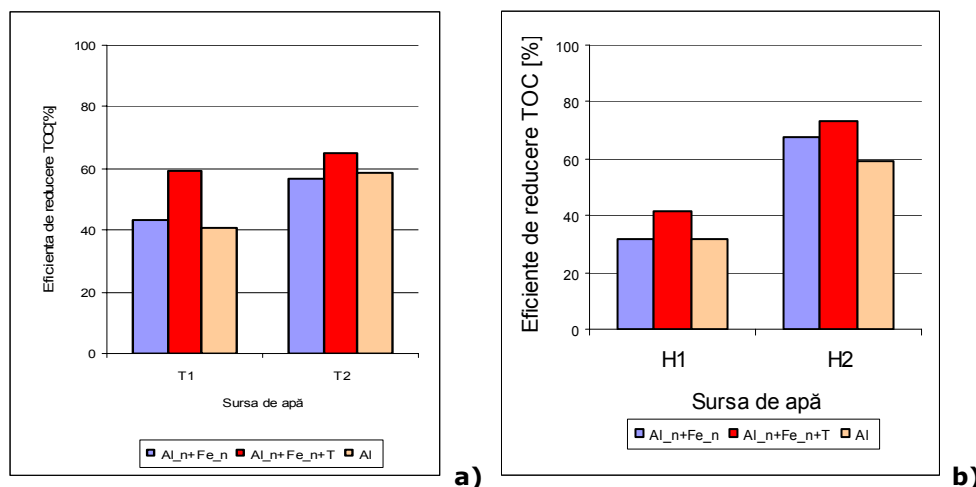 Eficienta de reducere TOC[%]
100
80
60
40
20
0
T1 T2
Sursa de apă
Al_n+Fe_n Al_n+Fe_n+T Al
a)
Eficiente de reducere TOC [%]
100
80
60
40
20
0
H1 H2
Sursa de apă
Al_n+Fe_n Al_n+Fe_n+T Al
b)